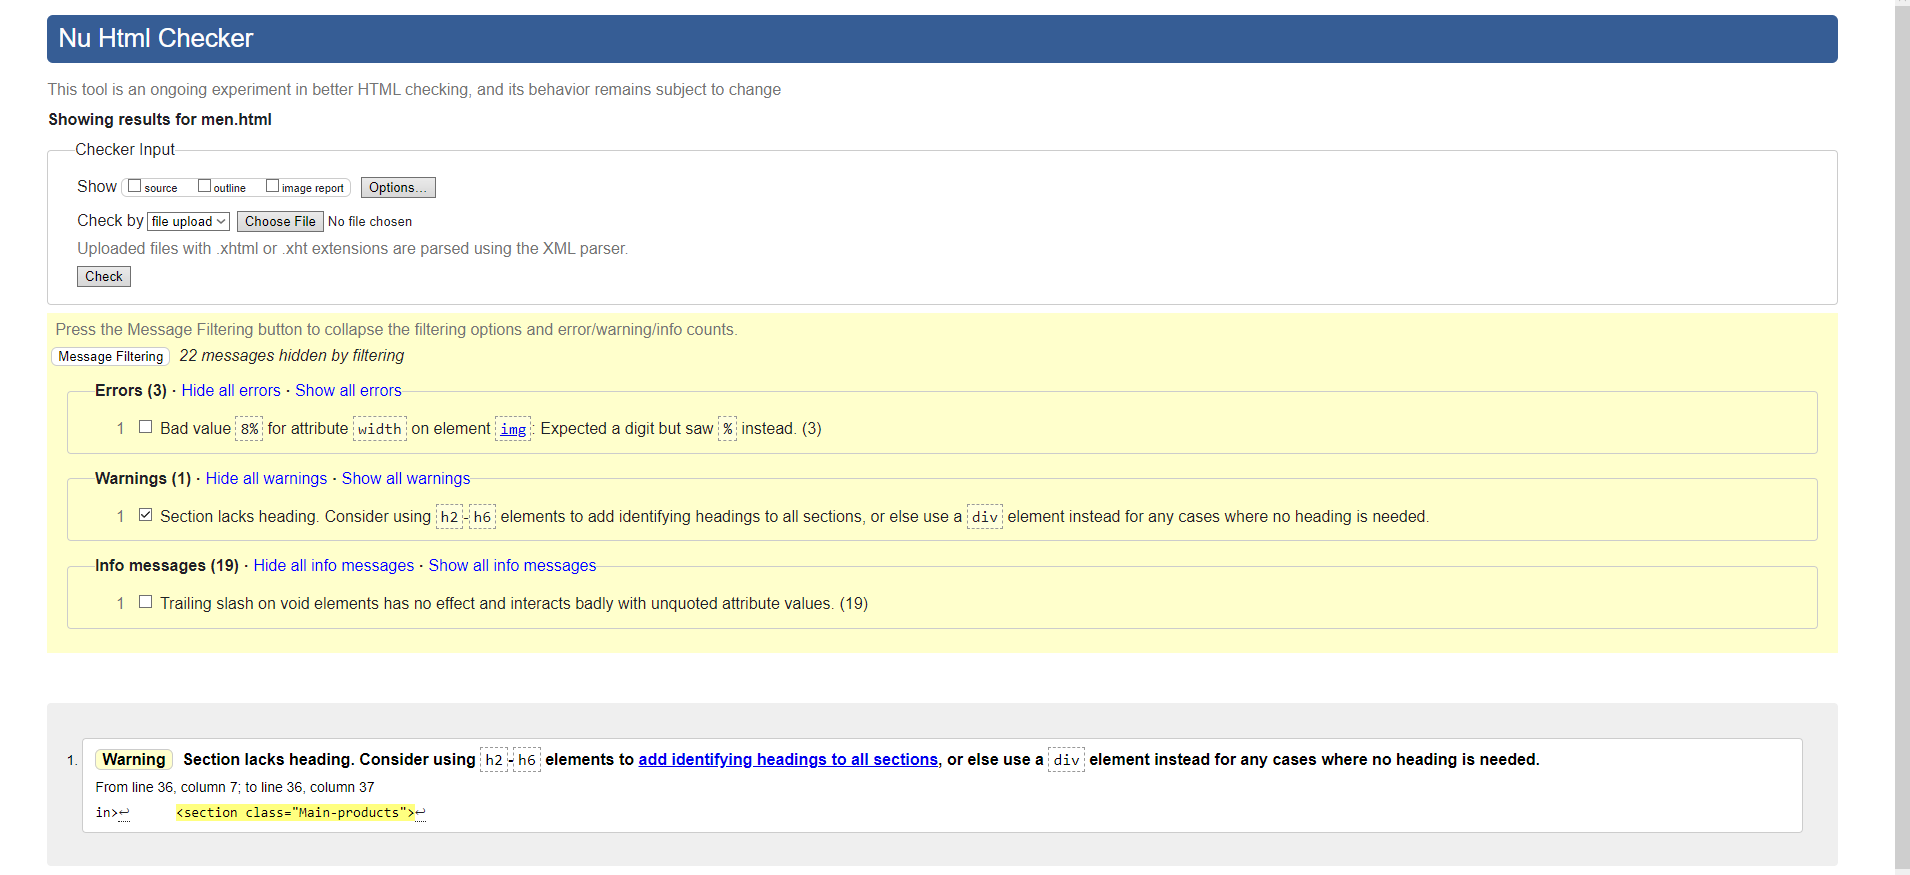 Nu Html Checker
This tool is an ongoing experiment in better HTML checking, and its behavior remains subject to change
Showing results for men.html
Checker Input
Show source outline image report Options...
Check by file upload Choose File No file chosen
Uploaded files with .xhtml or .xht extensions are parsed using the XML parser.
Check
Press the Message Filtering button to collapse the filtering options and error/warning/info counts.
Message Filtering 22 messages hidden by filtering
Errors (3) · Hide all errors · Show all errors
1 Bad value 8% for attribute width on element img: Expected a digit but saw % instead. (3)
Warnings (1) · Hide all warnings · Show all warnings
1 Section lacks heading. Consider using h2-h6 elements to add identifying headings to all sections, or else use a div element instead for any cases where no heading is needed.
Info messages (19) · Hide all info messages · Show all info messages
1 Trailing slash on void elements has no effect and interacts badly with unquoted attribute values. (19)
1. Warning Section lacks heading. Consider using h2-h6 elements to add identifying headings to all sections, or else use a div element instead for any cases where no heading is needed.
From line 36, column 7; to line 36, column 37
in>↩ <section class="Main-products">↩